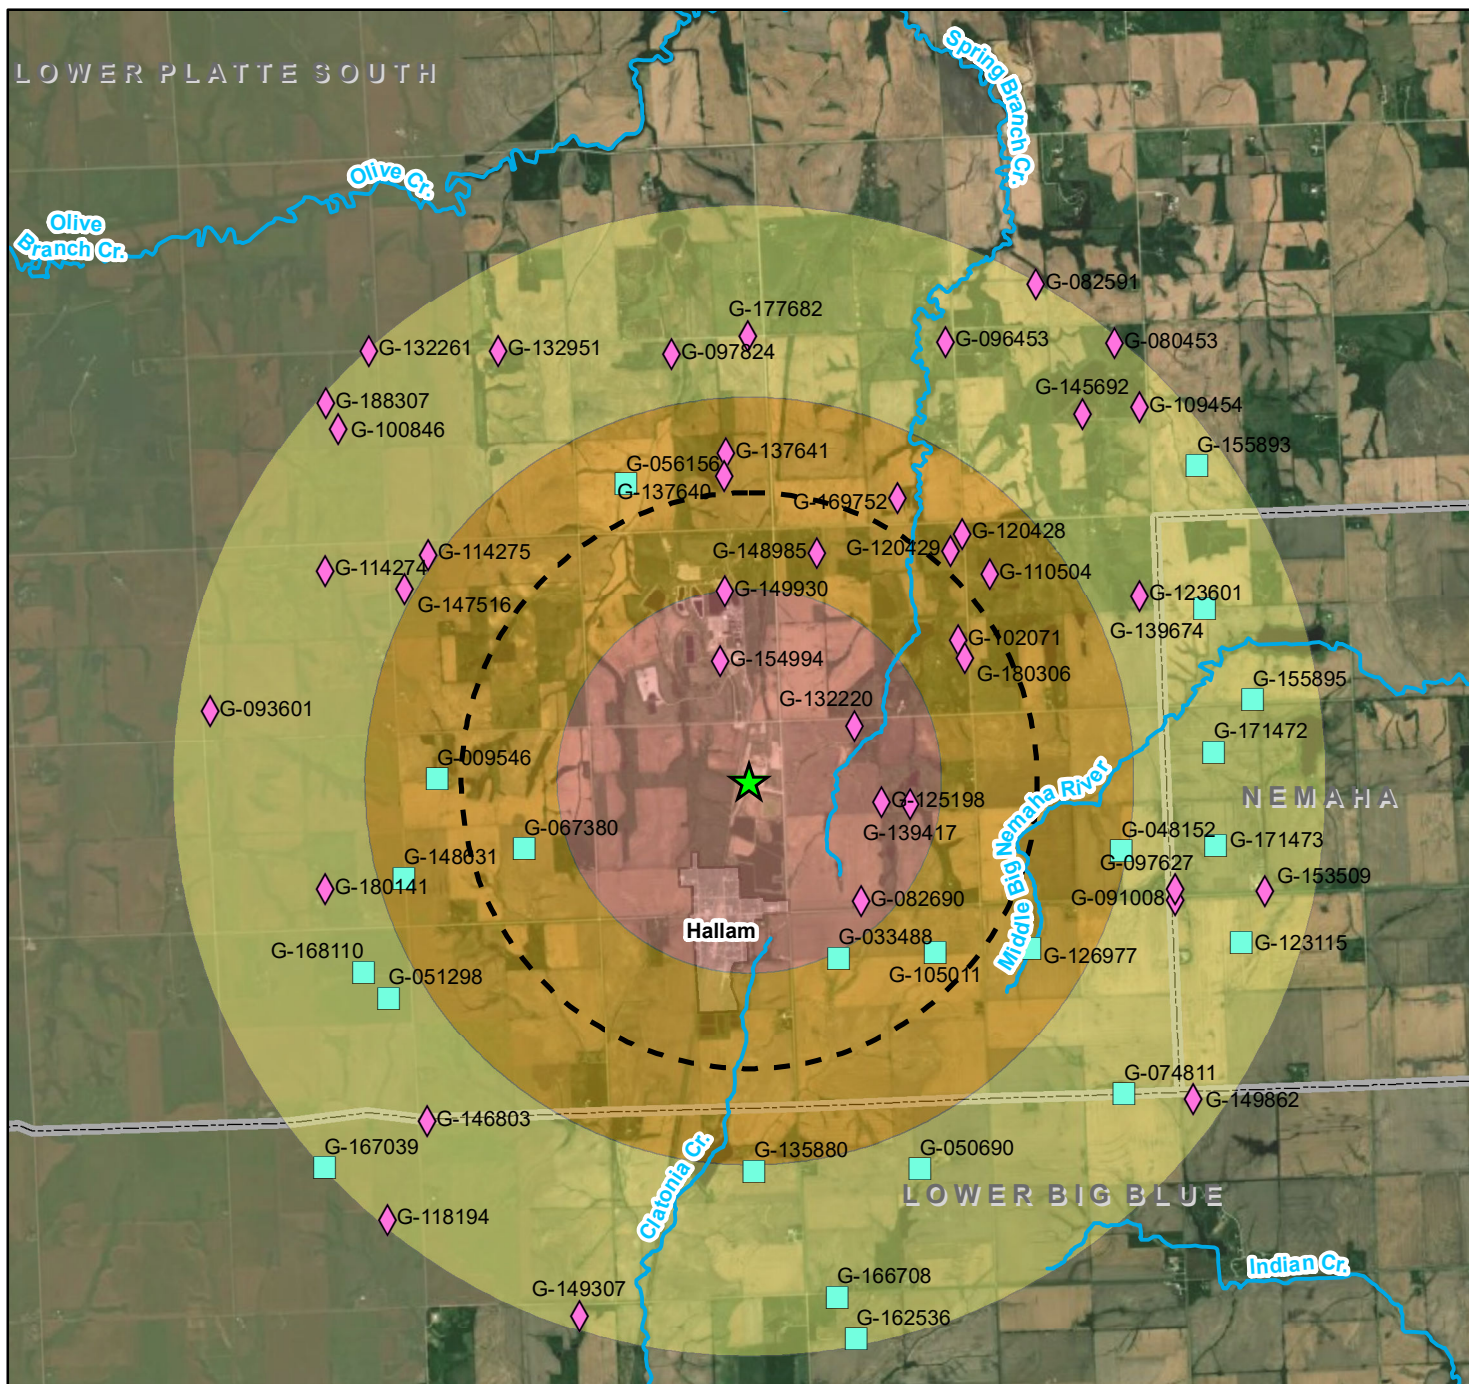 Spring Branch Cr.
LOWER PLATTE SOUTH
Olive Cr.
Olive
Branch Cr.
G-082591
G-177682
G-132261
G-132951
G-097824
G-096453
G-080453
G-145692
G-188307
G-109454
G-100846
G-137641
G-155893
G-056156
G-137640
G-169752
G-120428
G-114275
G-148985
G-120429
G-114274
G-110504
G-149930
G-123601
G-147516
G-139674
G-102071
G-154994
G-180306
G-155895
G-132220
G-093601
G-171472
G-009546
Middle Big Nemaha River
NEMAHA
G-125198
G-067380
G-139417
G-048152
G-171473
G-148031
G-097627
G-153509
G-180141
G-082690
G-091008
Hallam
G-033488
G-168110
G-123115
G-126977
G-051298
G-105011
G-074811
G-149862
G-146803
G-167039
G-135880
G-050690
Clatonia Cr.
LOWER BIG BLUE
G-118194
Indian Cr.
G-166708
G-149307
G-162536